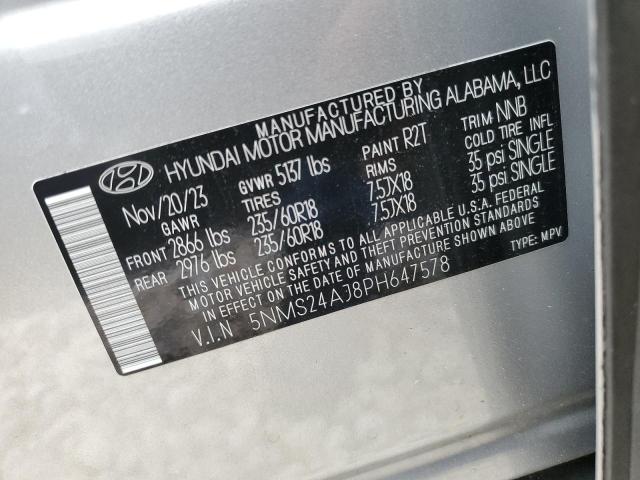 MANUFACTURED BY
HYUNDAI MOTOR MANUFACTURING ALABAMA, LLC
Nov/20/23 GVWR 5137 lbs PAINT R2T TRIM NNB
GAWR TIRES RIMS COLD TIRE INFL
FRONT 2866 lbs 235/60R18 7.5JX18 35 psi SINGLE
REAR 2976 lbs 235/60R18 7.5JX18 35 psi SINGLE
THIS VEHICLE CONFORMS TO ALL APPLICABLE U.S.A. FEDERAL
MOTOR VEHICLE SAFETY AND THEFT PREVENTION STANDARDS
IN EFFECT ON THE DATE OF MANUFACTURE SHOWN ABOVE.
V.I.N 5NMS24AJ8PH647578 TYPE: MPV